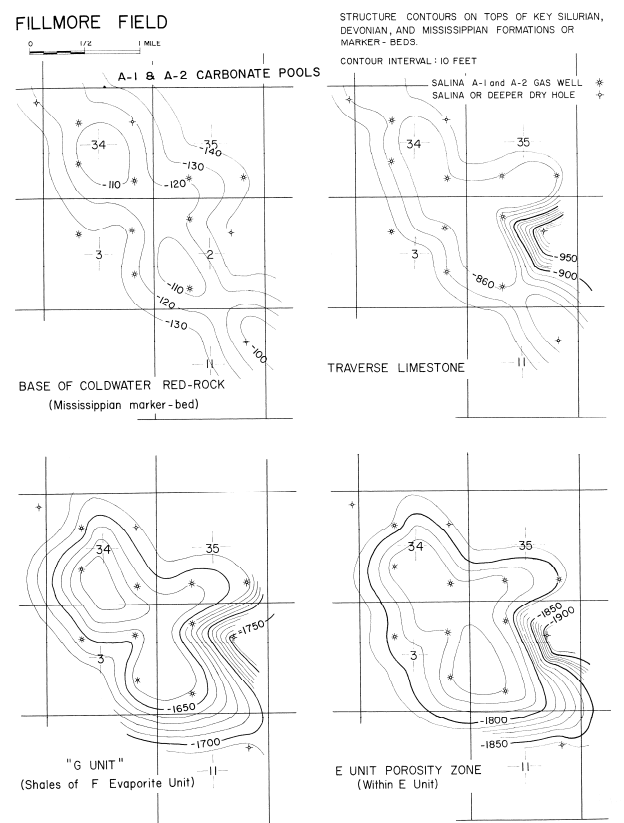 FILLMORE FIELD
0 1/2 1 MILE
A-1 & A-2 CARBONATE POOLS
STRUCTURE CONTOURS ON TOPS OF KEY SILURIAN,
DEVONIAN, AND MISSISSIPPIAN FORMATIONS OR
MARKER-BEDS.
CONTOUR INTERVAL: 10 FEET
SALINA A-1 and A-2 GAS WELL
SALINA OR DEEPER DRY HOLE
34
35
-140
-130
-120
-110
3
2
-110
-120
-130
-100
11
BASE OF COLDWATER RED-ROCK
(Mississippian marker-bed)
34
35
3
-950
-900
-860
11
TRAVERSE LIMESTONE
34
35
-1750
3
-1650
-1700
11
"G UNIT"
(Shales of F Evaporite Unit)
34
35
-1850
-1900
3
-1800
-1850
11
E UNIT POROSITY ZONE
(Within E Unit)